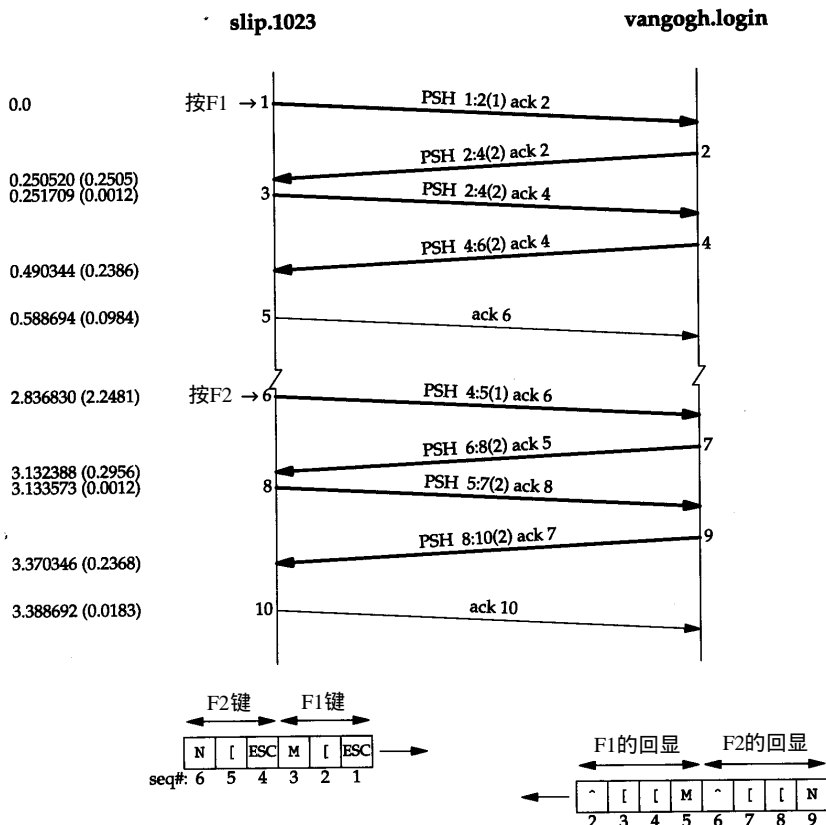 slip.1023 vangogh.login
0.0 按F1 → 1 PSH 1:2(1) ack 2
PSH 2:4(2) ack 2 2
0.250520 (0.2505)
0.251709 (0.0012) 3 PSH 2:4(2) ack 4
PSH 4:6(2) ack 4 4
0.490344 (0.2386)
0.588694 (0.0984) 5 ack 6
2.836830 (2.2481) 按F2 → 6 PSH 4:5(1) ack 6
PSH 6:8(2) ack 5 7
3.132388 (0.2956)
3.133573 (0.0012) 8 PSH 5:7(2) ack 8
PSH 8:10(2) ack 7 9
3.370346 (0.2368)
3.388692 (0.0183) 10 ack 10
F2键 F1键
N [ ESC M [ ESC
seq#: 6 5 4 3 2 1
F1的回显 F2的回显
^ [ [ M ^ [ [ N
2 3 4 5 6 7 8 9